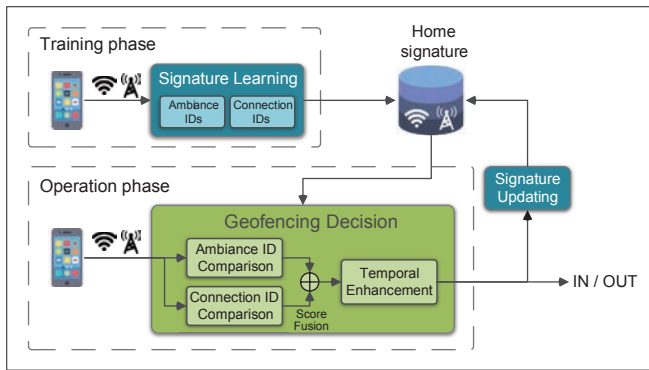 Training phase
Signature Learning
Ambiance
IDs
Connection
IDs
Home
signature
Operation phase
Geofencing Decision
Ambiance ID
Comparison
Connection ID
Comparison
Score
Fusion
Temporal
Enhancement
Signature
Updating
IN / OUT